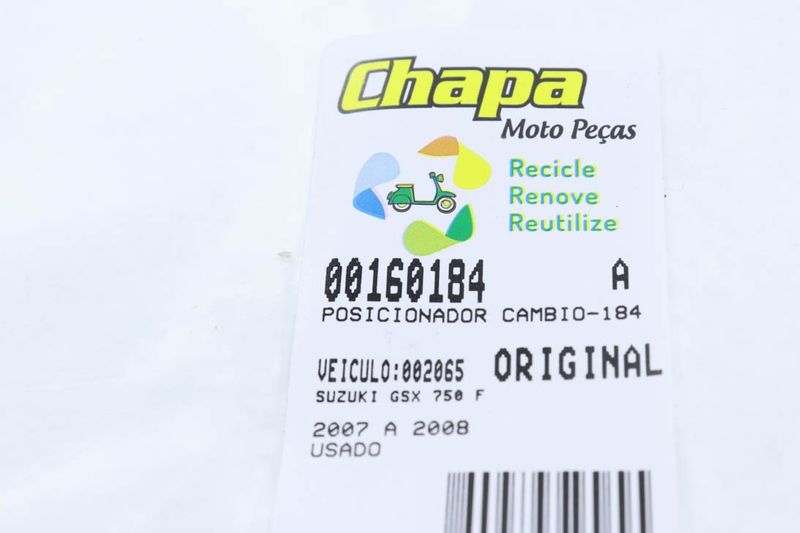 Chapa
Moto Peças
Recicle
Renove
Reutilize
00160184 A
POSICIONADOR CAMBIO-184
VEICULO:002065 ORIGINAL
SUZUKI GSX 750 F
2007 A 2008
USADO